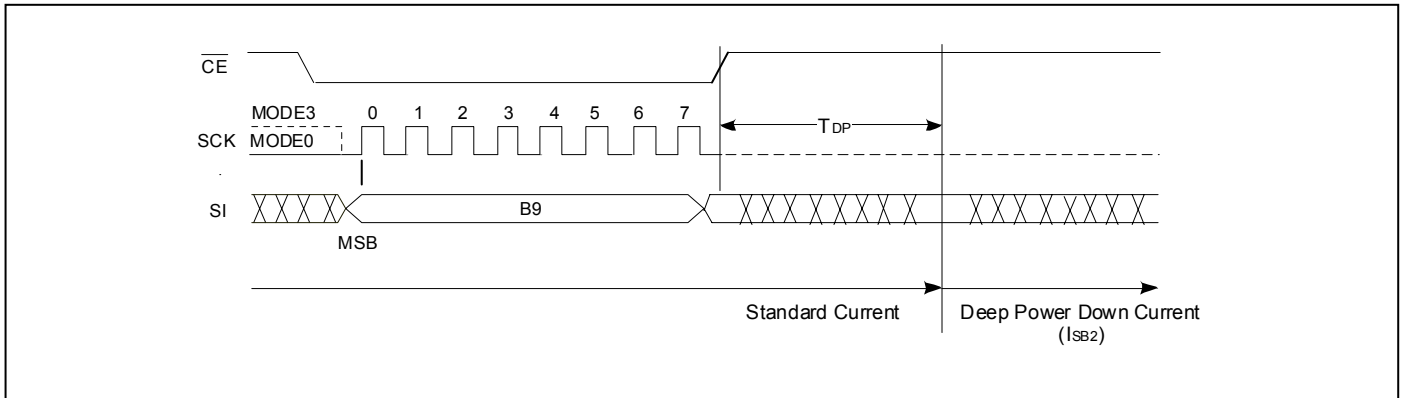 CE
MODE3 0 1 2 3 4 5 6 7
TDP
SCK MODE0
SI B9
MSB
Standard Current Deep Power Down Current
(ISB2)